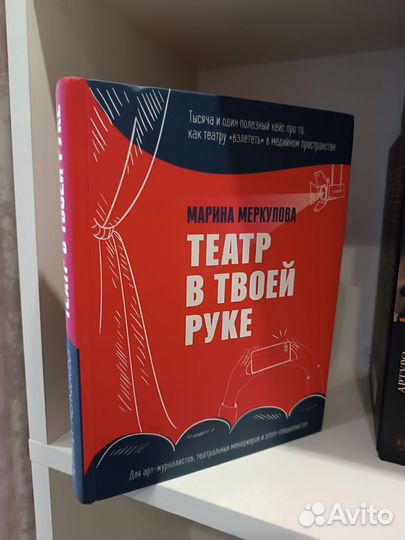 Тысяча и один полезный кейс про то,
как театру «взлететь» в медийном пространстве
МАРИНА МЕРКУЛОВА
ТЕАТР
В ТВОЕЙ
РУКЕ
Для арт-журналистов, театральных менеджеров и smm-специалистов
ТЕАТР В ТВОЕЙ РУКЕ
АРТУРО
Avito